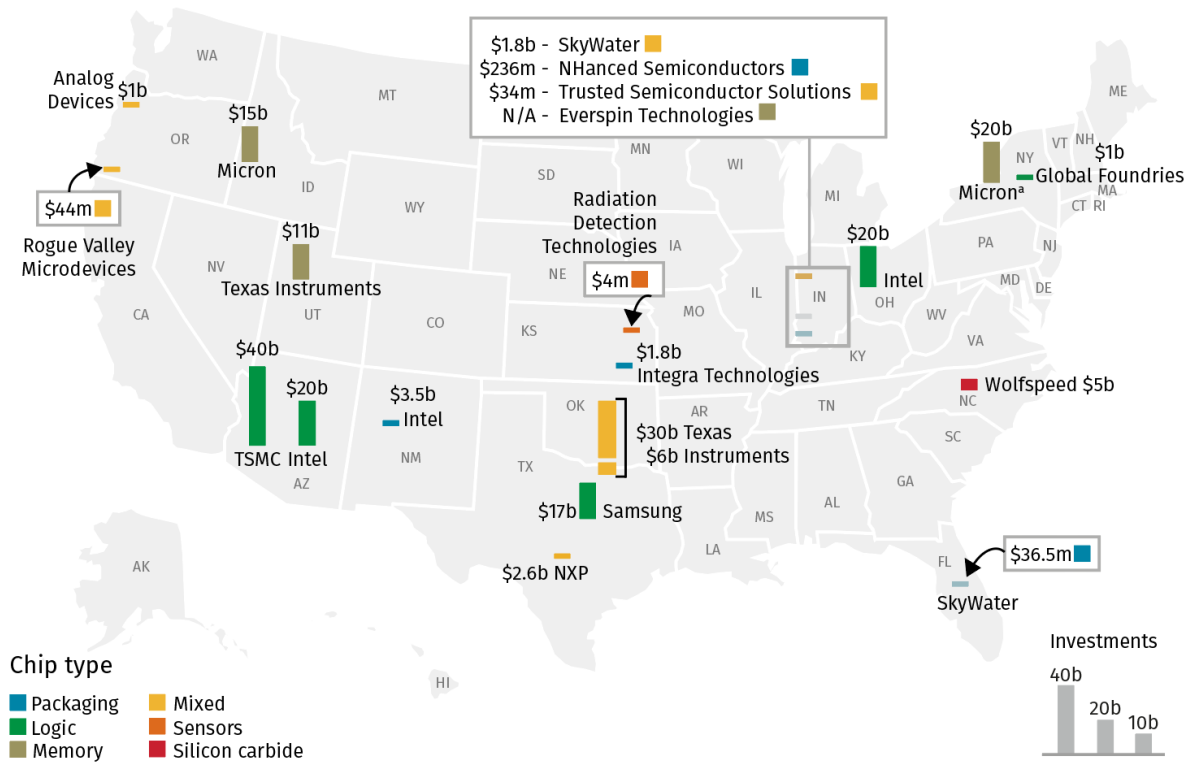 $1.8b - SkyWater
$236m - NHanced Semiconductors
$34m - Trusted Semiconductor Solutions
N/A - Everspin Technologies
Analog
Devices
$1b
WA
MT
ME
OR
$15b
Micron
ID
$44m
Rogue Valley
Microdevices
SD
MN
WI
MI
$20b
Micronᵃ
NY
VT
NH
$1b
Global Foundries
MA
CT
RI
WY
Radiation
Detection
Technologies
$4m
IA
NE
$11b
Texas Instruments
NV
UT
CA
CO
KS
MO
IL
IN
$20b
Intel
OH
PA
NJ
MD
DE
WV
VA
KY
$1.8b
Integra Technologies
$40b
TSMC
$20b
Intel
AZ
$3.5b
Intel
NM
OK
$30b Texas
$6b Instruments
AR
TN
Wolfspeed $5b
NC
SC
TX
$17b
Samsung
MS
AL
GA
LA
$2.6b NXP
FL
$36.5m
SkyWater
AK
HI
Chip type
Packaging
Logic
Memory
Mixed
Sensors
Silicon carbide
Investments
40b
20b
10b